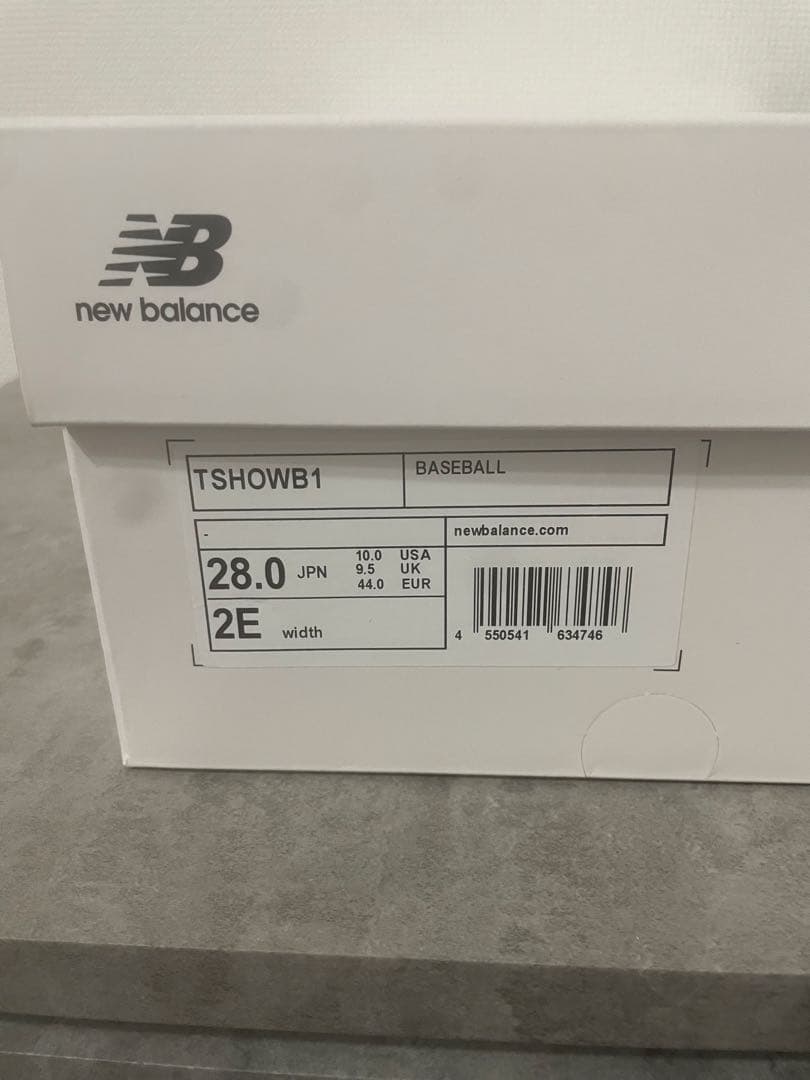 NB
new balance
TSHOWB1
BASEBALL
-
newbalance.com
28.0 JPN
10.0 USA
9.5 UK
44.0 EUR
2E width
4 550541 634746